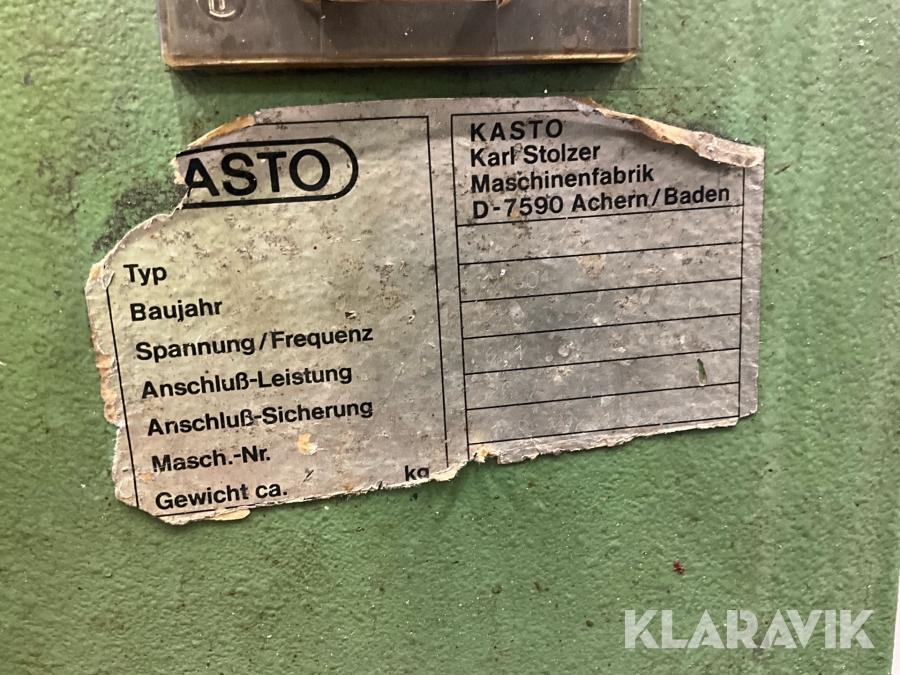 ASTO
KASTO
Karl Stolzer
Maschinenfabrik
D-7590 Achern/Baden
Typ
Baujahr
Spannung/Frequenz
Anschluß-Leistung
Anschluß-Sicherung
Masch.-Nr.
Gewicht ca. kg
KLARAVIK